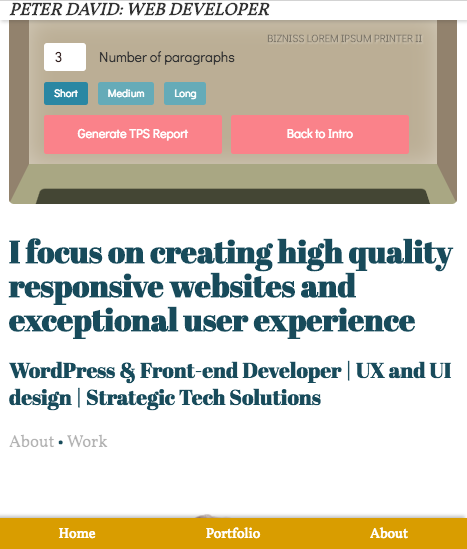 PETER DAVID: WEB DEVELOPER
BIZNISS LOREM IPSUM PRINTER II
3 Number of paragraphs
Short Medium Long
Generate TPS Report Back to Intro
I focus on creating high quality
responsive websites and
exceptional user experience
WordPress & Front-end Developer | UX and UI
design | Strategic Tech Solutions
About • Work
Home Portfolio About